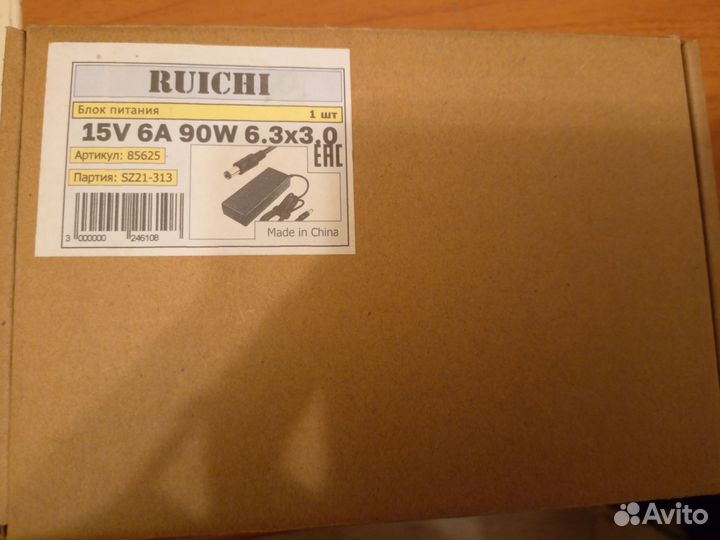 RUICHI
Блок питания
1 шт
15V 6A 90W 6.3x3.0
Артикул: 85625
EAC
Партия: SZ21-313
3 000000 246108
Made in China
Avito